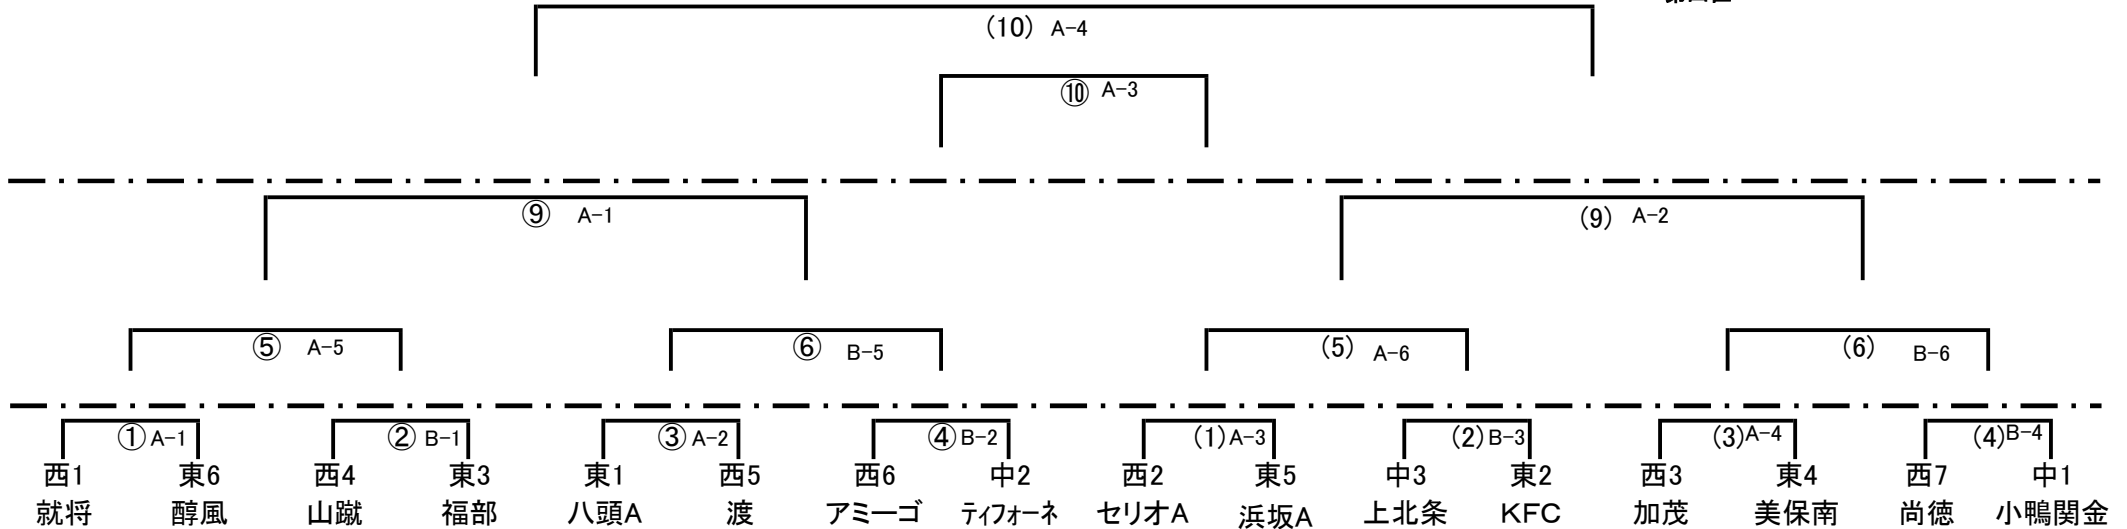 (10) A-4
⑩ A-3
⑨ A-1 (9) A-2
⑤ A-5 ⑥ B-5 (5) A-6 (6) B-6
①A-1 ②B-1 ③A-2 ④B-2 (1)A-3 (2)B-3 (3)A-4 (4)B-4
西1 東6 西4 東3 東1 西5 西6 中2 西2 東5 中3 東2 西3 東4 西7 中1
就将 醇風 山蹴 福部 八頭A 渡 アミーゴ ティフォーネ セリオA 浜坂A 上北条 KFC 加茂 美保南 尚徳 小鴨関金